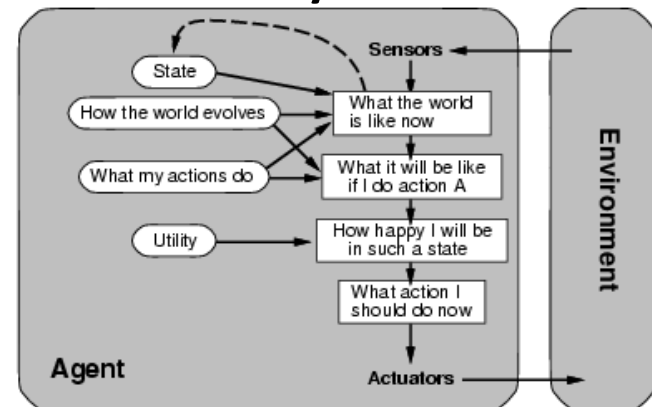 Sensors
State
How the world evolves
What the world
is like now
What my actions do
What it will be like
if I do action A
Utility
How happy I will be
in such a state
What action I
should do now
Agent
Actuators
Environment